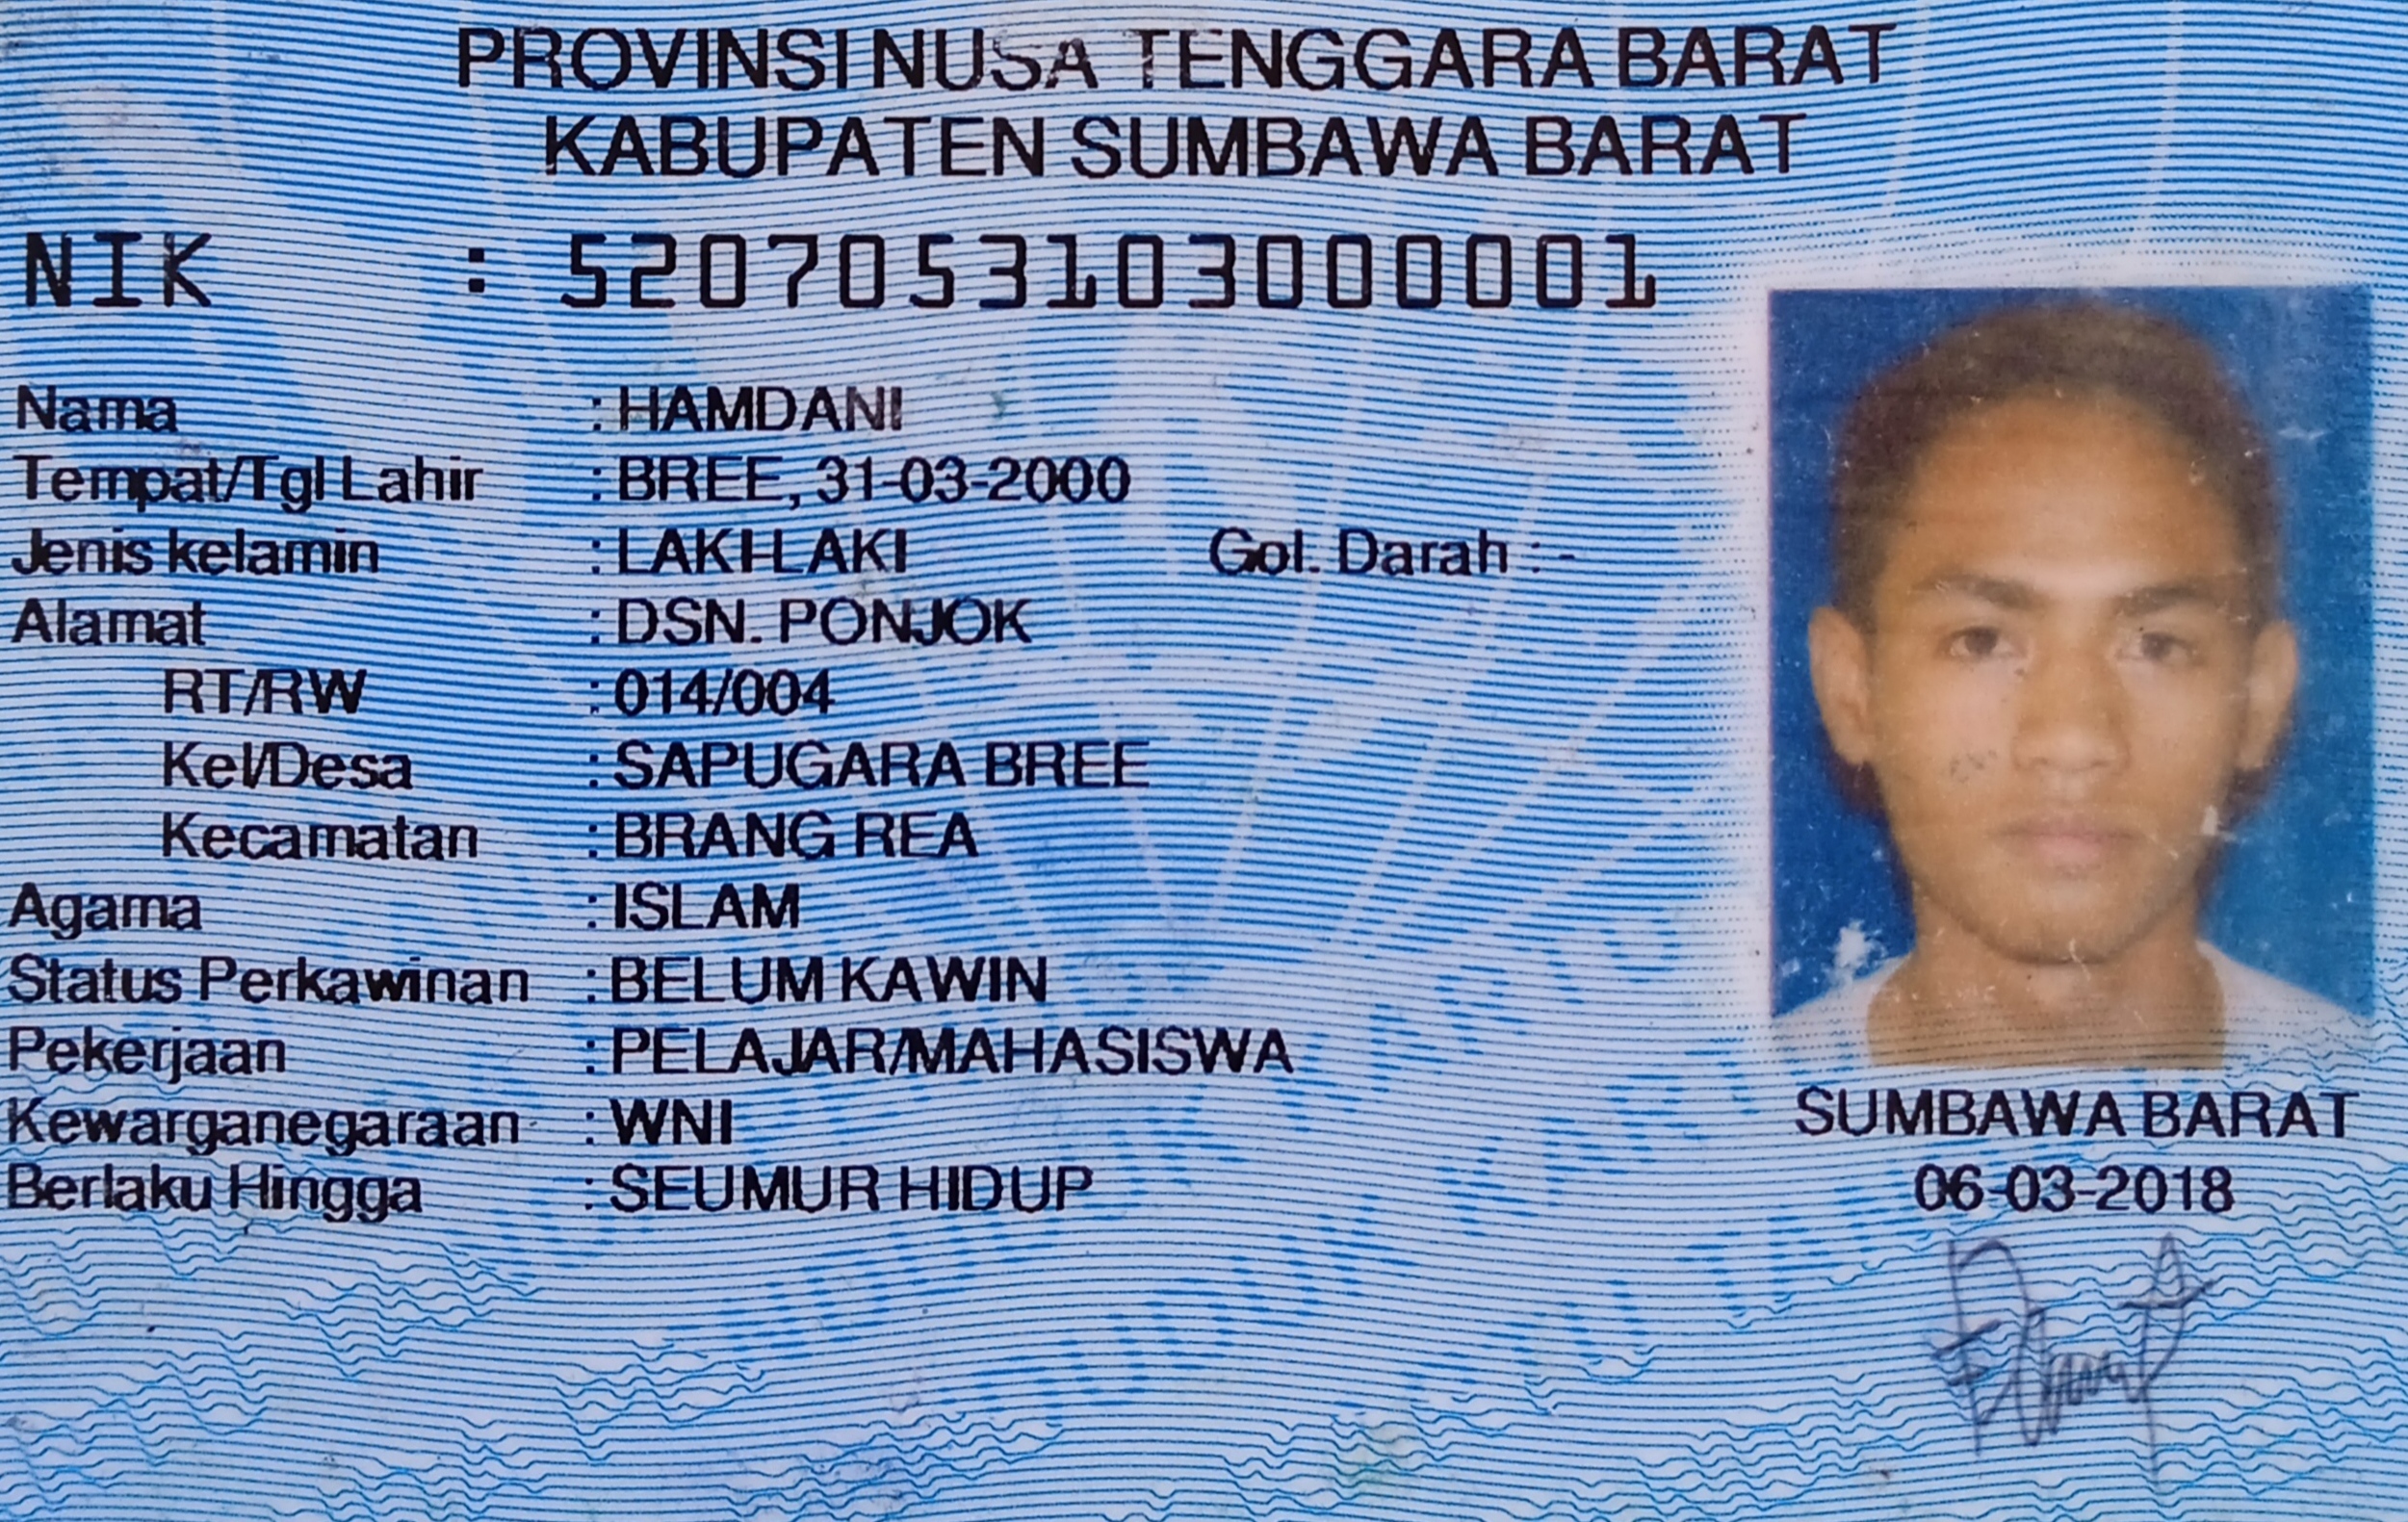 PROVINSI NUSA TENGGARA BARAT
KABUPATEN SUMBAWA BARAT
NIK : 5207053103000001
Nama : HAMDANI
Tempat/Tgl Lahir : BREE, 31-03-2000
Jenis kelamin : LAKI-LAKI Gol. Darah : -
Alamat : DSN. PONJOK
RT/RW : 014/004
Kel/Desa : SAPUGARA BREE
Kecamatan : BRANG REA
Agama : ISLAM
Status Perkawinan : BELUM KAWIN
Pekerjaan : PELAJAR/MAHASISWA
Kewarganegaraan : WNI
Berlaku Hingga : SEUMUR HIDUP
SUMBAWA BARAT
06-03-2018